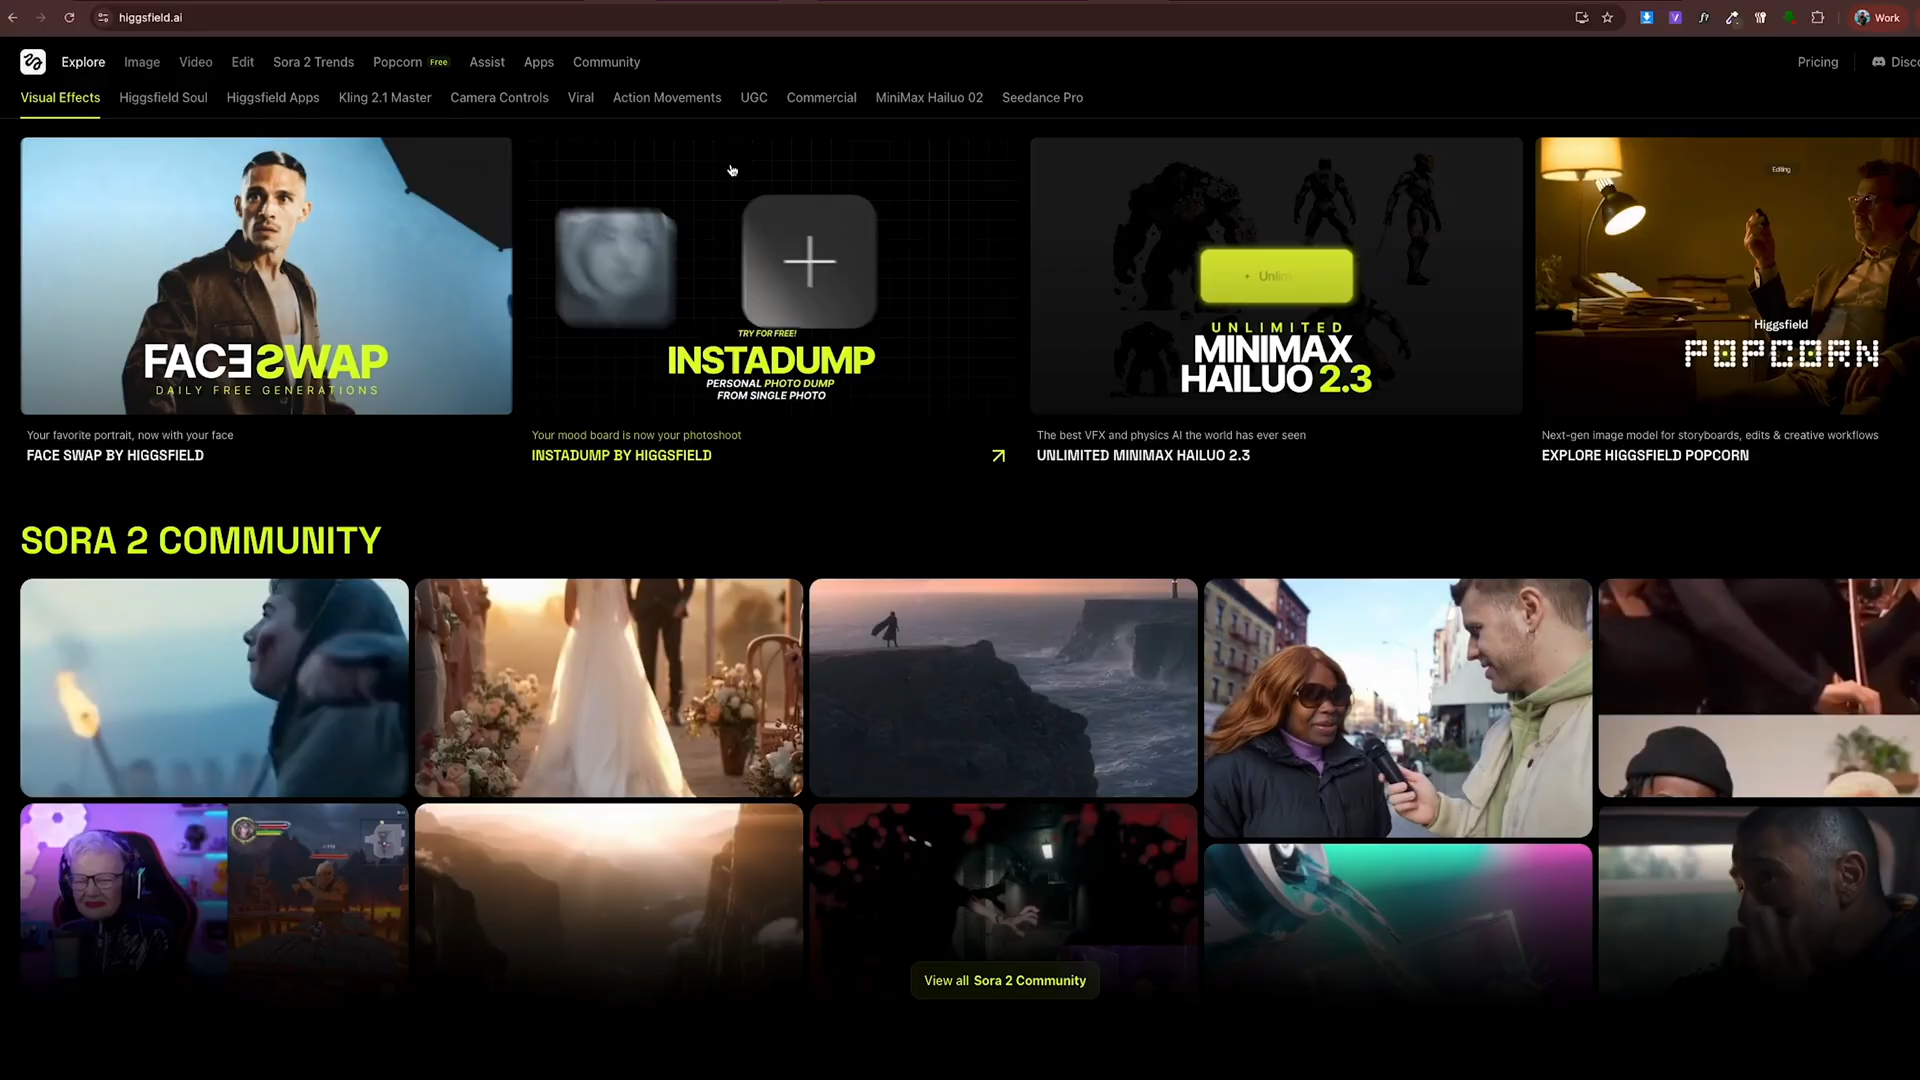 higgsfield.ai
Work
Explore
Image
Video
Edit
Sora 2 Trends
Popcorn Free
Assist
Apps
Community
Pricing
Visual Effects
Higgsfield Soul
Higgsfield Apps
Kling 2.1 Master
Camera Controls
Viral
Action Movements
UGC
Commercial
MiniMax Hailuo 02
Seedance Pro
FACE SWAP
DAILY FREE GENERATIONS
Your favorite portrait, now with your face
FACE SWAP BY HIGGSFIELD
TRY FOR FREE!
INSTADUMP
PERSONAL PHOTO DUMP
FROM SINGLE PHOTO
Your mood board is now your photoshoot
INSTADUMP BY HIGGSFIELD
UNLIMITED
MINIMAX
HAILUO 2.3
The best VFX and physics AI the world has ever seen
UNLIMITED MINIMAX HAILUO 2.3
Editing
Higgsfield
POPCORN
Next-gen image model for storyboards, edits & creative workflows
EXPLORE HIGGSFIELD POPCORN
SORA 2 COMMUNITY
View all Sora 2 Community